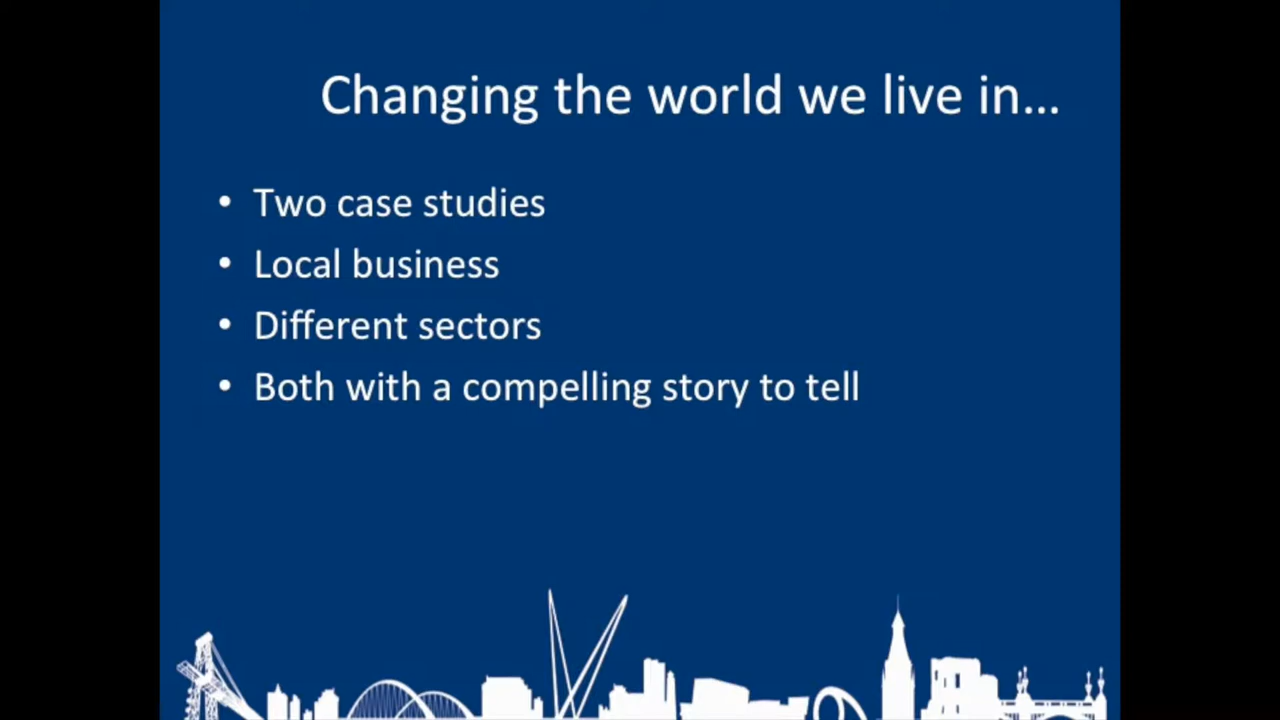 Changing the world we live in...
• Two case studies
• Local business
• Different sectors
• Both with a compelling story to tell